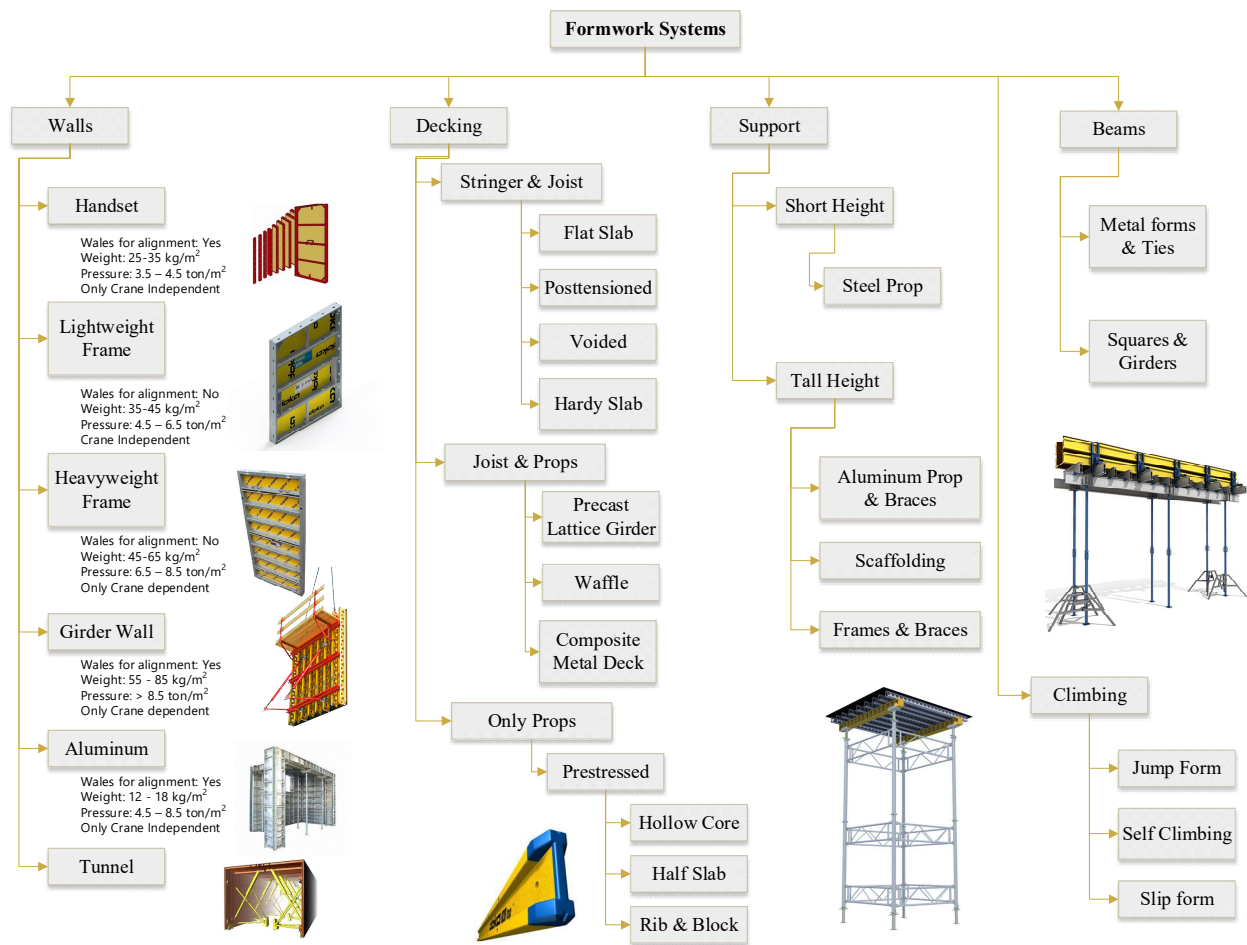 Formwork Systems
Walls
Handset
Wales for alignment: Yes
Weight: 25-35 kg/m²
Pressure: 3.5 – 4.5 ton/m²
Only Crane Independent
Lightweight
Frame
Wales for alignment: No
Weight: 35-45 kg/m²
Pressure: 4.5 – 6.5 ton/m²
Crane Independent
Heavyweight
Frame
Wales for alignment: No
Weight: 45-65 kg/m²
Pressure: 6.5 – 8.5 ton/m²
Only Crane dependent
Girder Wall
Wales for alignment: Yes
Weight: 55 - 85 kg/m²
Pressure: > 8.5 ton/m²
Only Crane dependent
Aluminum
Wales for alignment: Yes
Weight: 12 - 18 kg/m²
Pressure: 4.5 – 8.5 ton/m²
Only Crane Independent
Tunnel
Decking
Stringer & Joist
Flat Slab
Posttensioned
Voided
Hardy Slab
Joist & Props
Precast
Lattice Girder
Waffle
Composite
Metal Deck
Only Props
Prestressed
Hollow Core
Half Slab
Rib & Block
Support
Short Height
Steel Prop
Tall Height
Aluminum Prop
& Braces
Scaffolding
Frames & Braces
Beams
Metal forms
& Ties
Squares &
Girders
Climbing
Jump Form
Self Climbing
Slip form